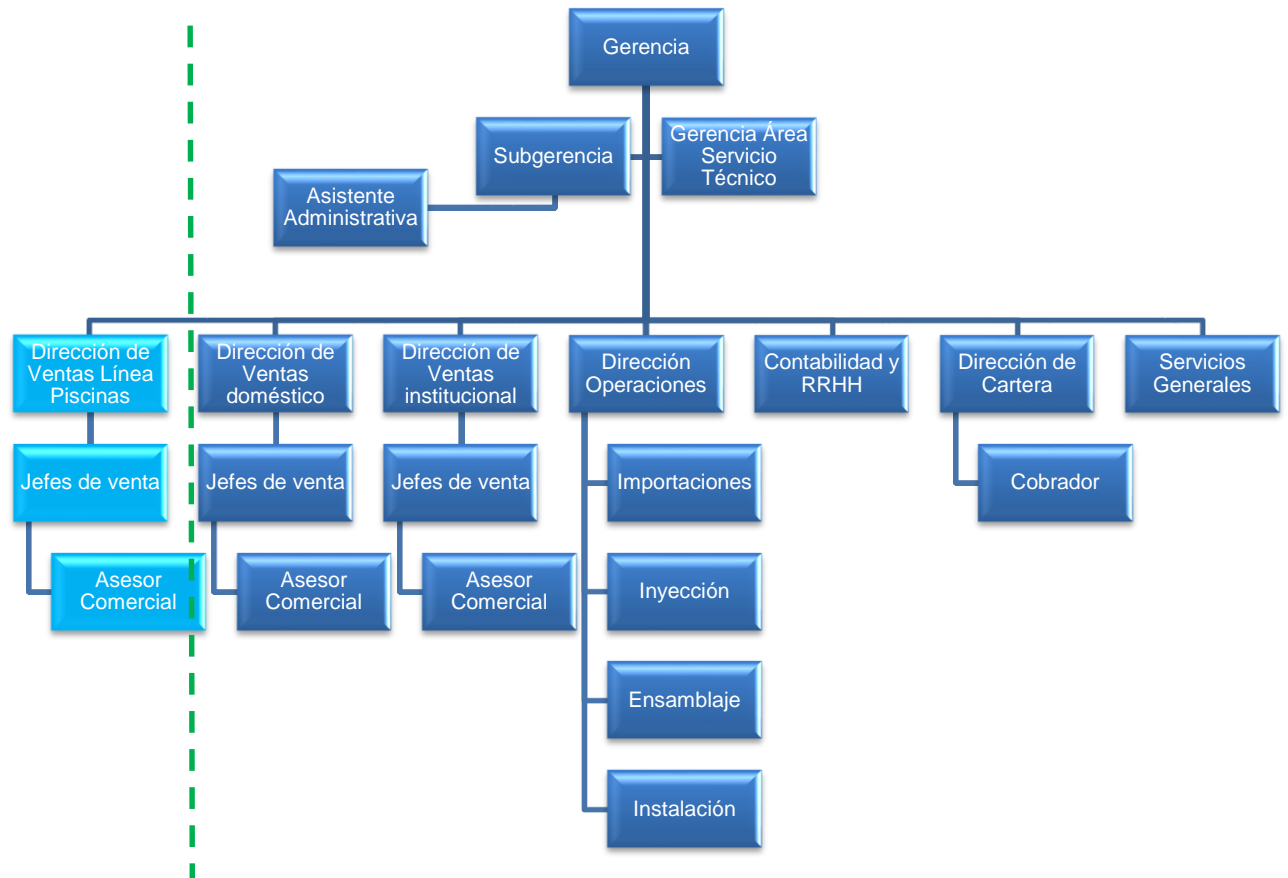 Gerencia
Subgerencia
Gerencia Área
Servicio
Técnico
Asistente
Administrativa
Dirección de
Ventas Línea
Piscinas
Dirección de
Ventas
doméstico
Dirección de
Ventas
institucional
Dirección
Operaciones
Contabilidad y
RRHH
Dirección de
Cartera
Servicios
Generales
Jefes de venta
Jefes de venta
Jefes de venta
Importaciones
Cobrador
Asesor
Comercial
Asesor
Comercial
Asesor
Comercial
Inyección
Ensamblaje
Instalación